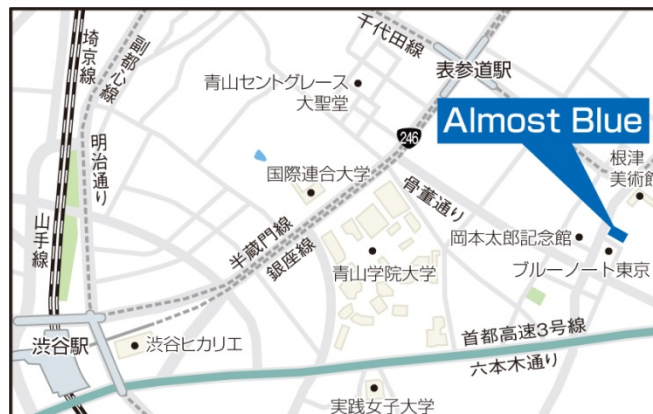 千代田線
埼京線
副都心線
表参道駅
青山セントグレース
大聖堂
246
Almost Blue
明治通り
国際連合大学
骨董通り
根津
美術館
山手線
半蔵門線
銀座線
岡本太郎記念館
青山学院大学
ブルーノート東京
渋谷駅
渋谷ヒカリエ
首都高速3号線
六本木通り
実践女子大学